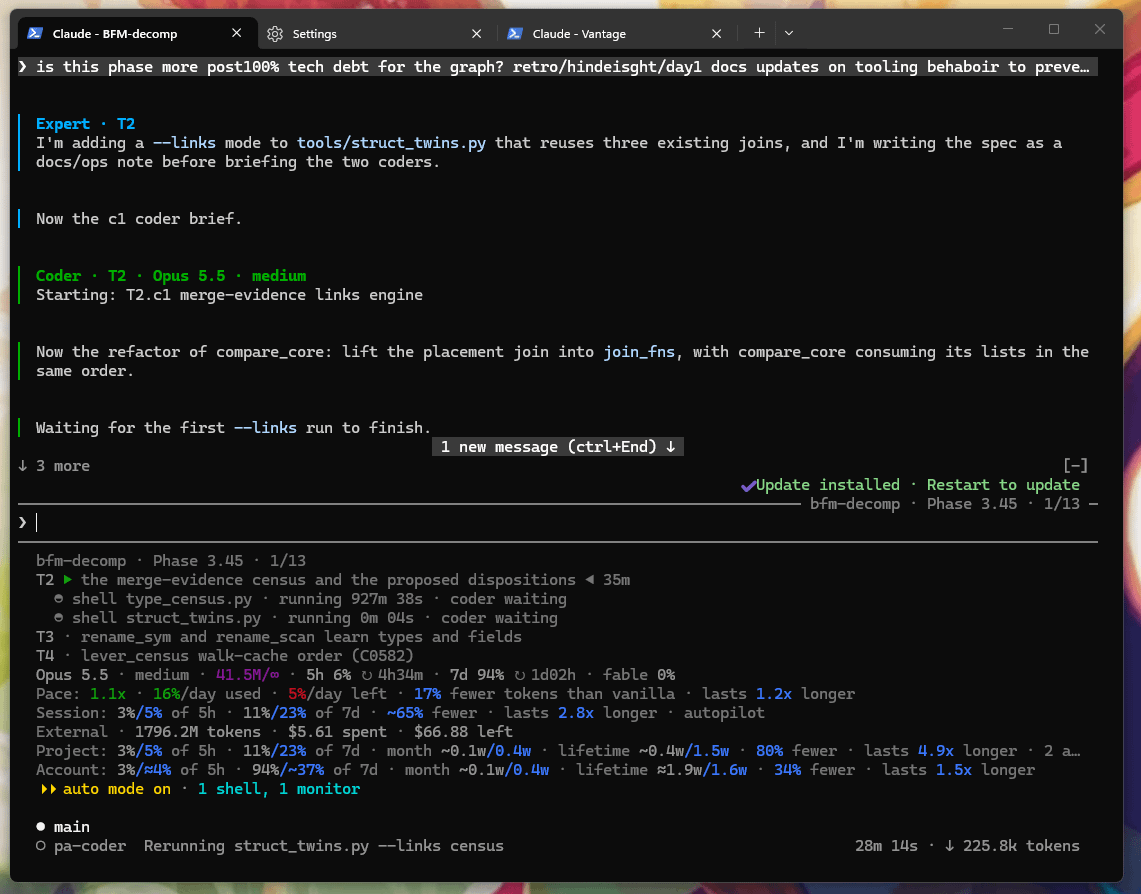 Claude - BFM-decomp
Settings
Claude - Vantage
❯ is this phase more post100% tech debt for the graph? retro/hindeisght/day1 docs updates on tooling behaboir to preve…
Expert · T2
I'm adding a --links mode to tools/struct_twins.py that reuses three existing joins, and I'm writing the spec as a
docs/ops note before briefing the two coders.
Now the c1 coder brief.
Coder · T2 · Opus 5.5 · medium
Starting: T2.c1 merge-evidence links engine
Now the refactor of compare_core: lift the placement join into join_fns, with compare_core consuming its lists in the
same order.
Waiting for the first --links run to finish.
1 new message (ctrl+End) ↓
↓ 3 more [-]
✔Update installed · Restart to update
bfm-decomp · Phase 3.45 · 1/13
❯
bfm-decomp · Phase 3.45 · 1/13
T2 ▶ the merge-evidence census and the proposed dispositions ◀ 35m
shell type_census.py · running 927m 38s · coder waiting
shell struct_twins.py · running 0m 04s · coder waiting
T3 · rename_sym and rename_scan learn types and fields
T4 · lever_census walk-cache order (C0582)
Opus 5.5 · medium · 41.5M/∞ · 5h 6% ↻ 4h34m · 7d 94% ↻ 1d02h · fable 0%
Pace: 1.1x · 16%/day used · 5%/day left · 17% fewer tokens than vanilla · lasts 1.2x longer
Session: 3%/5% of 5h · 11%/23% of 7d · ~65% fewer · lasts 2.8x longer · autopilot
External · 1796.2M tokens · $5.61 spent · $66.88 left
Project: 3%/5% of 5h · 11%/23% of 7d · month ~0.1w/0.4w · lifetime ~0.4w/1.5w · 80% fewer · lasts 4.9x longer · 2 a…
Account: 3%/≈4% of 5h · 94%/~37% of 7d · month ~0.1w/0.4w · lifetime ≈1.9w/1.6w · 34% fewer · lasts 1.5x longer
⏵⏵ auto mode on · 1 shell, 1 monitor
● main
○ pa-coder Rerunning struct_twins.py --links census 28m 14s · ↓ 225.8k tokens